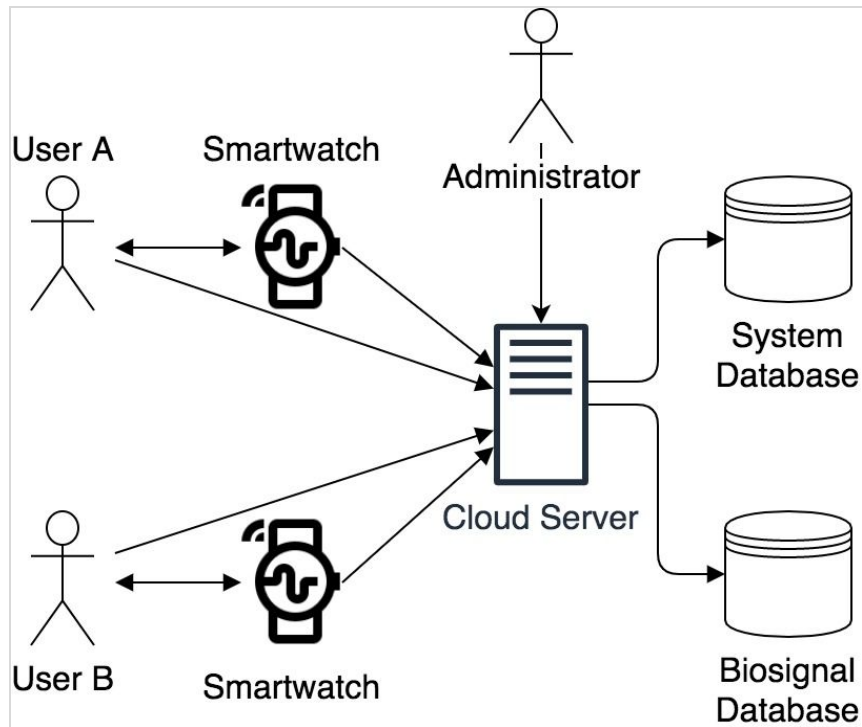 User A
Smartwatch
Administrator
System
Database
Cloud Server
User B
Smartwatch
Biosignal
Database